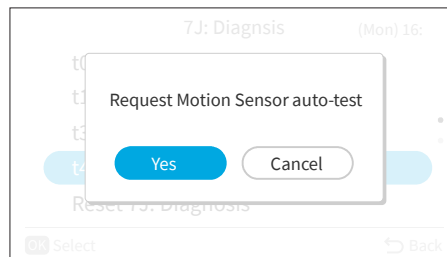 7J: Diagnsis (Mon) 16:
t0
t1
Request Motion Sensor auto-test
t3
t4
Yes Cancel
Reset 7J: Diagnosis
OK Select Back